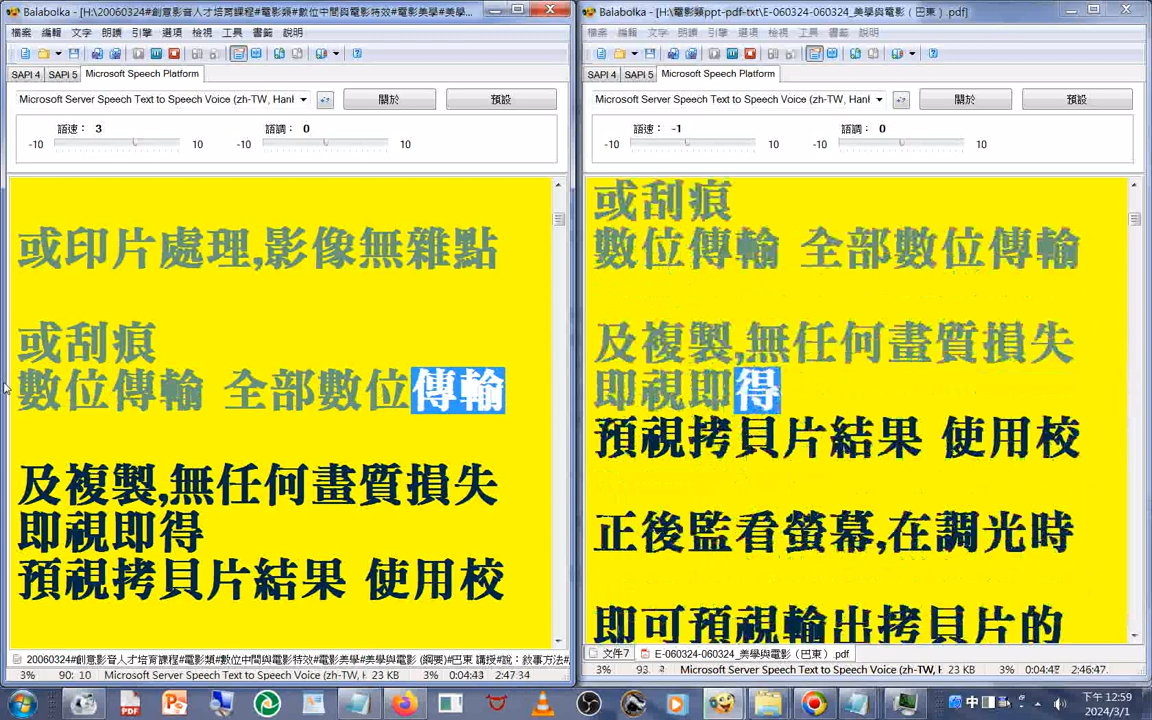 Balabolka - [H:\20060324#創意影音人才培育課程#電影類#數位中間與電影特效#電影美學#美學...
檔案 編輯 文字 朗讀 引擎 選項 檢視 工具 書籤 說明
SAPI 4 SAPI 5 Microsoft Speech Platform
Microsoft Server Speech Text to Speech Voice (zh-TW, Hanl
關於 預設
語速： 3 語調： 0
-10 10 -10 10
或印片處理,影像無雜點
或刮痕
數位傳輸 全部數位傳輸
及複製,無任何畫質損失
即視即得
預視拷貝片結果 使用校
20060324#創意影音人才培育課程#電影類#數位中間與電影特效#電影美學#美學與電影 (綱要)#巴東 講授#說：敘事方法#
3% 90: 10 Microsoft Server Speech Text to Speech Voice (zh-TW, H 23 KB 0:04:43 2:47:34
Balabolka - [H:\電影類ppt-pdf-txt\E-060324-060324_美學與電影（巴東）.pdf]
檔案 編輯 文字 朗讀 引擎 選項 檢視 工具 書籤 說明
SAPI 4 SAPI 5 Microsoft Speech Platform
Microsoft Server Speech Text to Speech Voice (zh-TW, Hanl
關於 預設
語速： -1 語調： 0
-10 10 -10 10
或刮痕
數位傳輸 全部數位傳輸
及複製,無任何畫質損失
即視即得
預視拷貝片結果 使用校
正後監看螢幕,在調光時
即可預視輸出拷貝片的
文件7 E-060324-060324_美學與電影（巴東）.pdf
3% 93. Microsoft Server Speech Text to Speech Voice (zh-TW, H 23 KB 2:46:47.
中
下午 12:59
2024/3/1